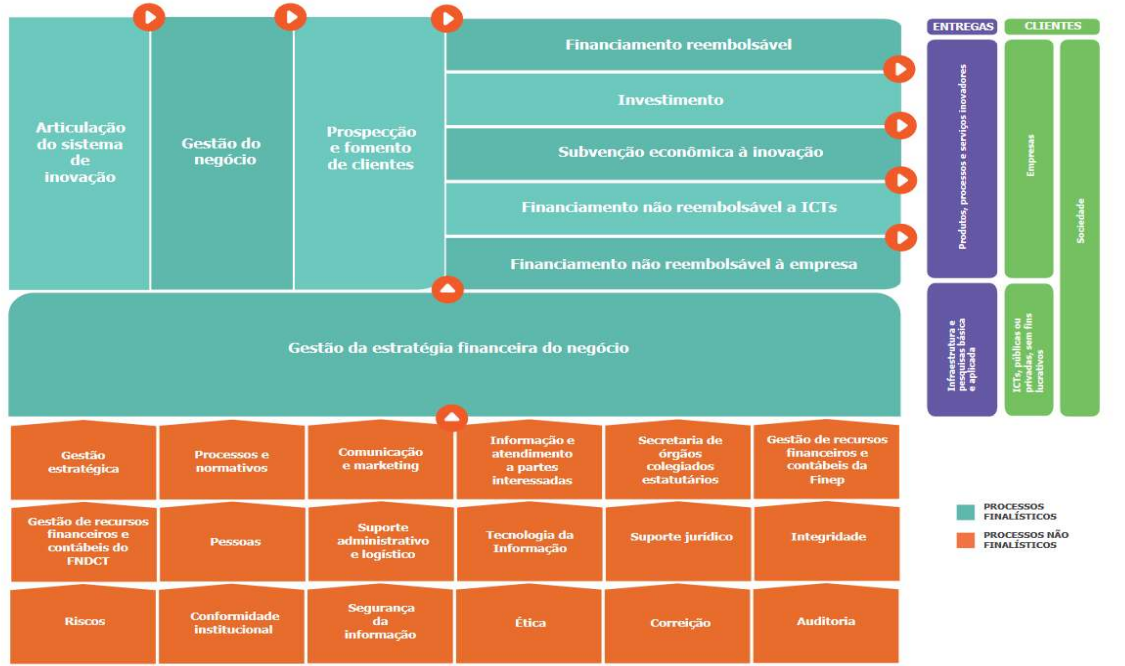 Articulação
do sistema
de
inovação
Gestão do
negócio
Prospecção
e fomento
de clientes
Financiamento reembolsável
Investimento
Subvenção econômica à inovação
Financiamento não reembolsável a ICTs
Financiamento não reembolsável à empresa
Gestão da estratégia financeira do negócio
ENTREGAS
Produtos, processos e serviços inovadores
Infraestrutura e
pesquisas básica
e aplicada
CLIENTES
Empresas
ICTs, públicas ou
privadas, sem fins
lucrativos
Sociedade
Gestão
estratégica
Processos e
normativos
Comunicação
e marketing
Informação e
atendimento
a partes
interessadas
Secretaria de
órgãos
colegiados
estatutários
Gestão de recursos
financeiros e
contábeis da
Finep
Gestão de recursos
financeiros e
contábeis do
FNDCT
Pessoas
Suporte
administrativo
e logístico
Tecnologia da
Informação
Suporte jurídico
Integridade
Riscos
Conformidade
institucional
Segurança
da
informação
Ética
Correição
Auditoria
PROCESSOS
FINALÍSTICOS
PROCESSOS NÃO
FINALÍSTICOS